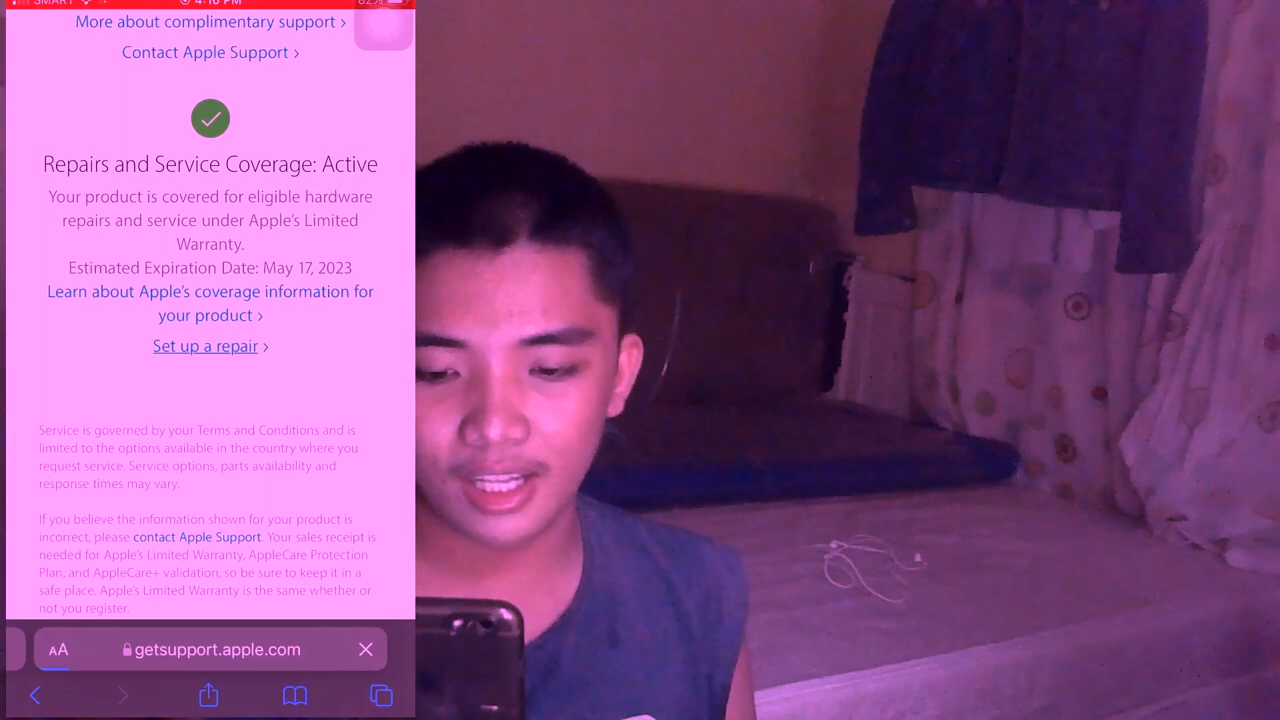 SMART 4:16 PM 82%
More about complimentary support ›
Contact Apple Support ›
Repairs and Service Coverage: Active
Your product is covered for eligible hardware
repairs and service under Apple’s Limited
Warranty.
Estimated Expiration Date: May 17, 2023
Learn about Apple’s coverage information for
your product ›
Set up a repair ›
Service is governed by your Terms and Conditions and is
limited to the options available in the country where you
request service. Service options, parts availability and
response times may vary.
If you believe the information shown for your product is
incorrect, please contact Apple Support. Your sales receipt is
needed for Apple’s Limited Warranty, AppleCare Protection
Plan, and AppleCare+ validation, so be sure to keep it in a
safe place. Apple’s Limited Warranty is the same whether or
not you register.
AA getsupport.apple.com